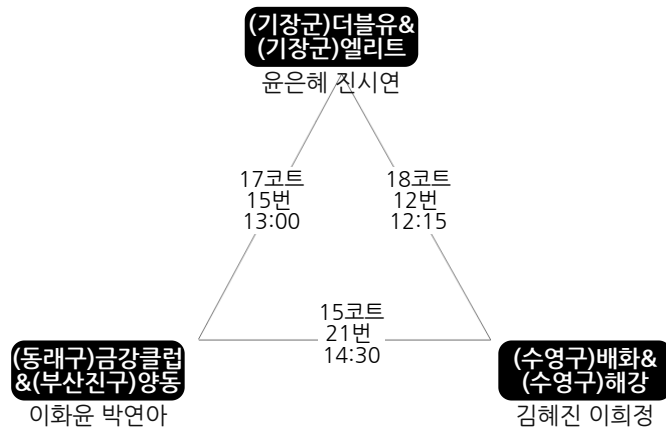 (기장군)더블유&
(기장군)엘리트
윤은혜 진시연
17코트
15번
13:00
18코트
12번
12:15
15코트
21번
14:30
(동래구)금강클럽
&(부산진구)양동
이화윤 박연아
(수영구)배화&
(수영구)해강
김혜진 이희정